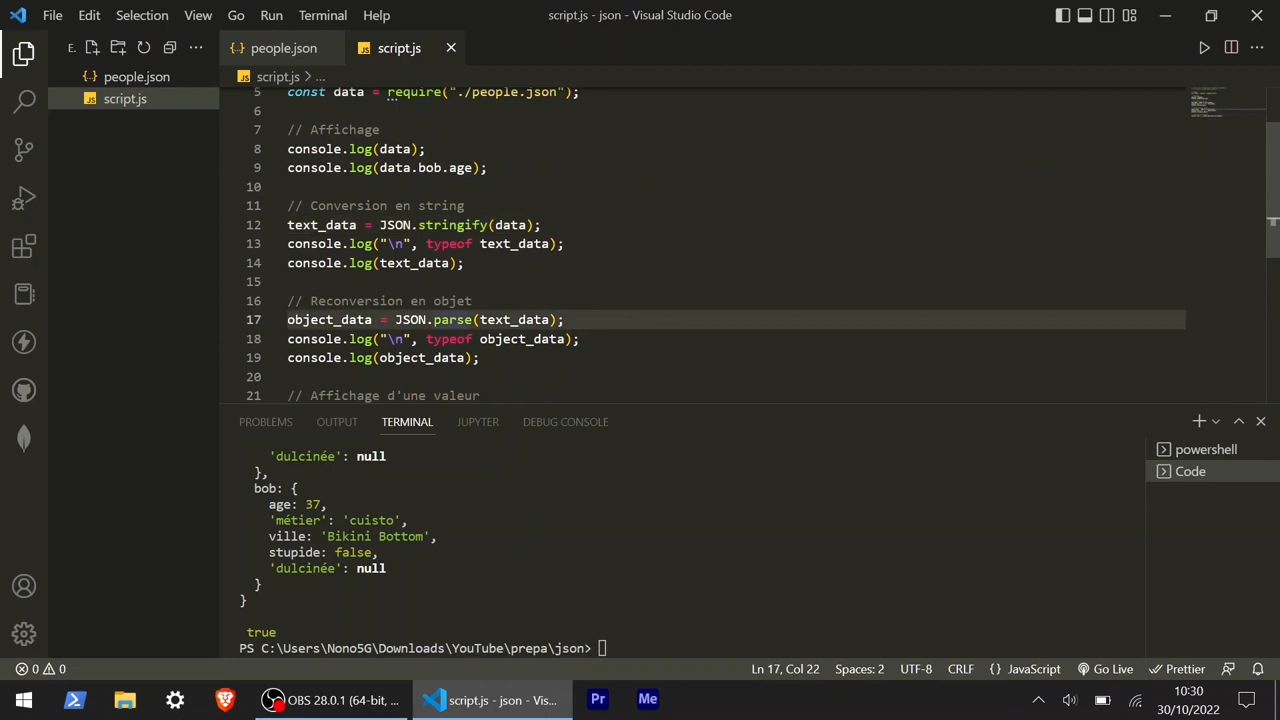 File Edit Selection View Go Run Terminal Help script.js - json - Visual Studio Code
E. ...
{} people.json
JS script.js
{} people.json
JS script.js
JS script.js > ...
5 const data = require("./people.json");
6
7 // Affichage
8 console.log(data);
9 console.log(data.bob.age);
10
11 // Conversion en string
12 text_data = JSON.stringify(data);
13 console.log("\n", typeof text_data);
14 console.log(text_data);
15
16 // Reconversion en objet
17 object_data = JSON.parse(text_data);
18 console.log("\n", typeof object_data);
19 console.log(object_data);
20
21 // Affichage d'une valeur
PROBLEMS OUTPUT TERMINAL JUPYTER DEBUG CONSOLE
'dulcinée': null
},
bob: {
age: 37,
'métier': 'cuisto',
ville: 'Bikini Bottom',
stupide: false,
'dulcinée': null
}
}
true
PS C:\Users\Nono5G\Downloads\YouTube\prepa\json>
powershell
Code
0 0 Ln 17, Col 22 Spaces: 2 UTF-8 CRLF {} JavaScript Go Live Prettier
OBS 28.0.1 (64-bit, ... script.js - json - Vis... Pr Me
10:30
30/10/2022